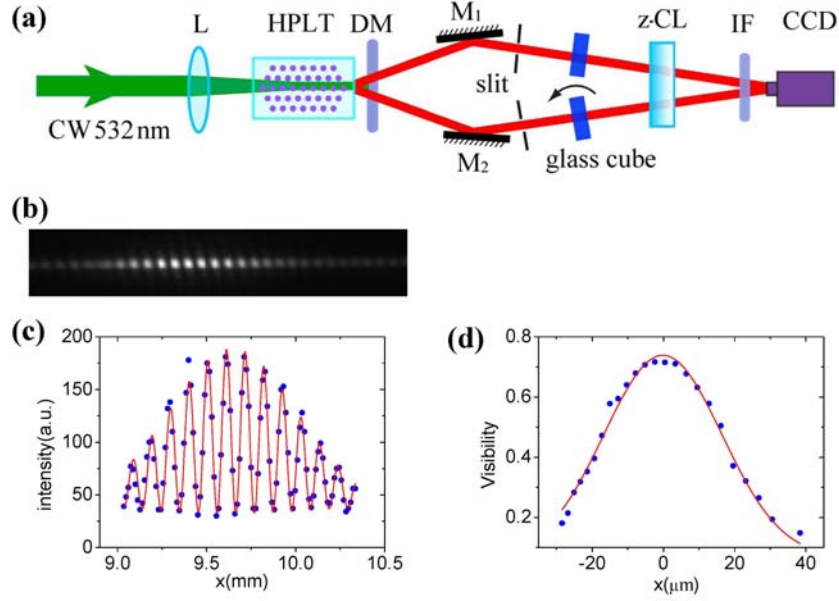 (a)
L HPLT DM M₁ z·CL IF CCD
slit
CW 532 nm
M₂ glass cube
(b)
(c)
200
150
100
50
0
intensity(a.u.)
9.0 9.5 10.0 10.5
x(mm)
(d)
0.8
0.6
0.4
0.2
Visibility
-20 0 20 40
x(μm)